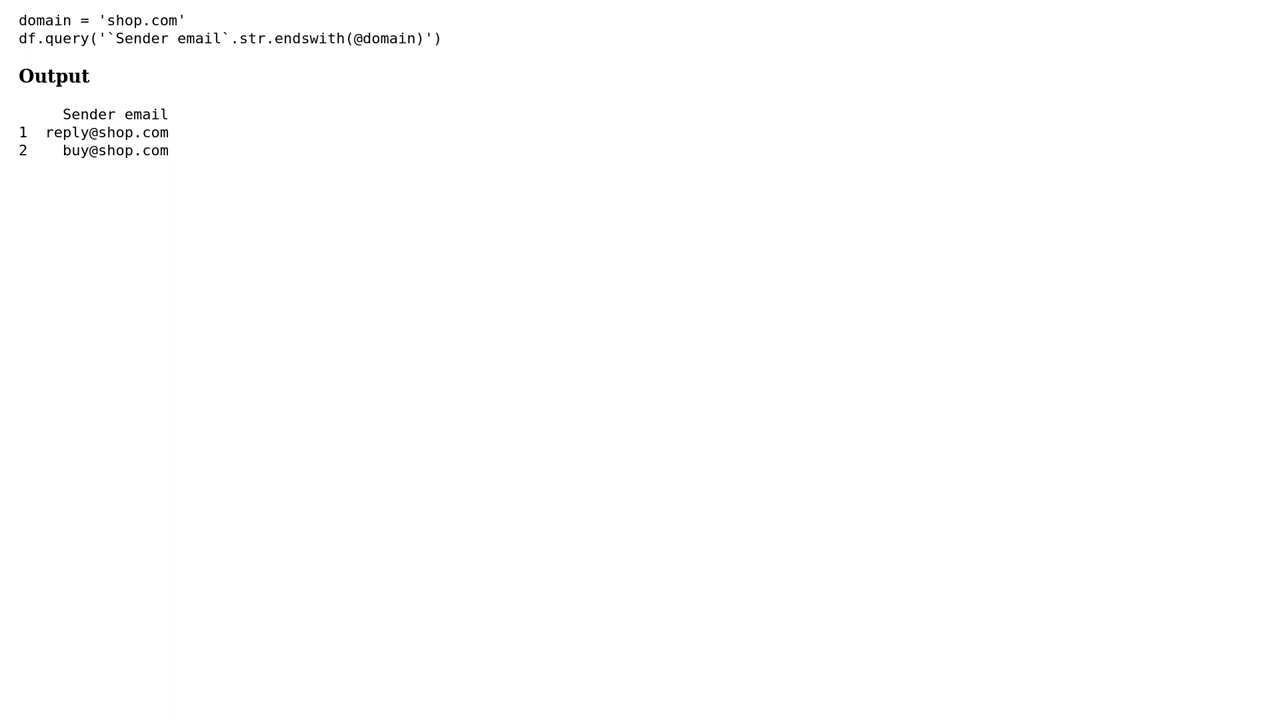 domain = 'shop.com'
df.query('`Sender email`.str.endswith(@domain)')
Output
     Sender email
1  reply@shop.com
2    buy@shop.com